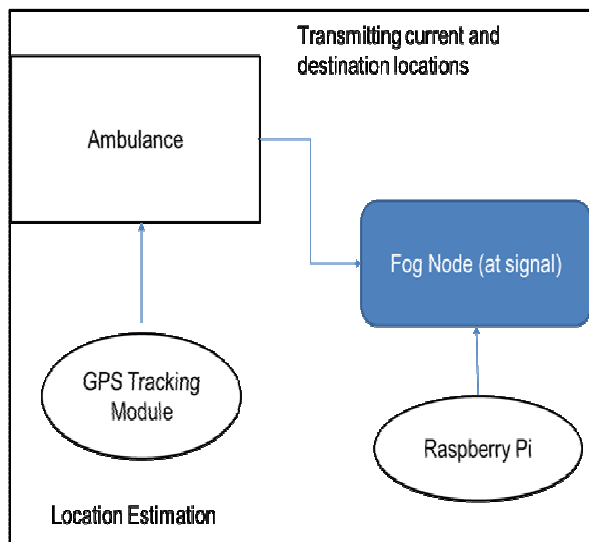 Transmitting current and
destination locations
Ambulance
Fog Node (at signal)
GPS Tracking
Module
Raspberry Pi
Location Estimation